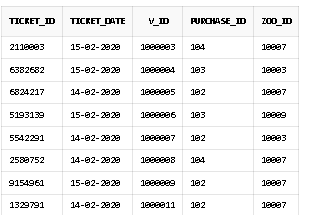 TICKET_ID TICKET_DATE V_ID PURCHASE_ID ZOO_ID
2110003 15-02-2020 1000003 104 10007
6382682 15-02-2020 1000004 103 10003
6824217 14-02-2020 1000005 102 10007
5193139 15-02-2020 1000006 103 10009
5542291 14-02-2020 1000007 102 10003
2580752 14-02-2020 1000008 104 10007
9154961 15-02-2020 1000009 102 10007
1329791 14-02-2020 1000011 102 10007